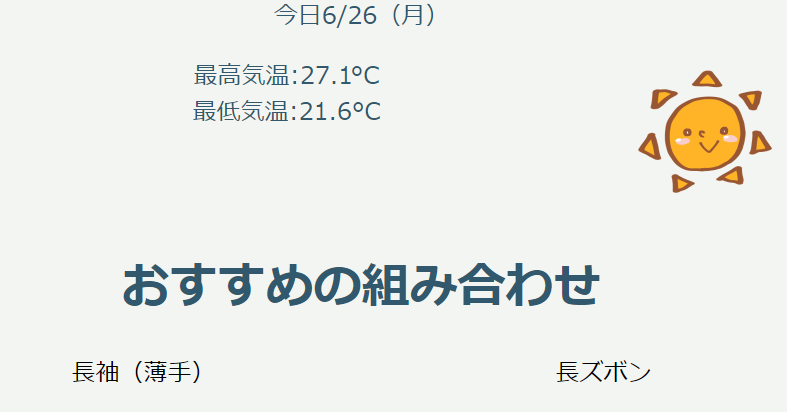 今日6/26（月）
最高気温:27.1°C
最低気温:21.6°C
おすすめの組み合わせ
長袖（薄手）
長ズボン